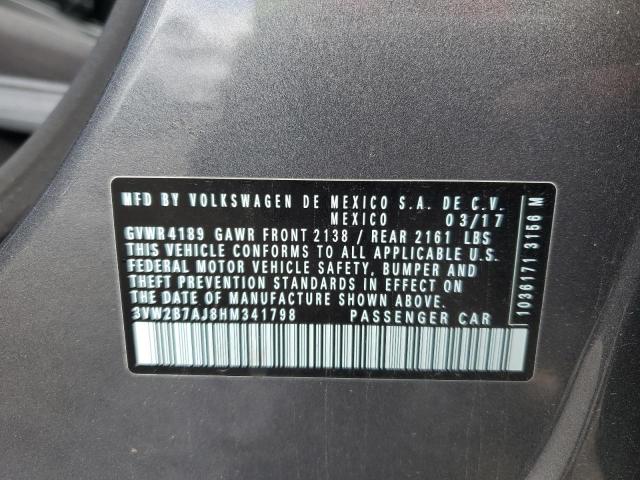 MFD BY VOLKSWAGEN DE MEXICO S.A. DE C.V.
MEXICO 03/17
GVWR 4189 GAWR FRONT 2138 / REAR 2161 LBS
THIS VEHICLE CONFORMS TO ALL APPLICABLE U.S.
FEDERAL MOTOR VEHICLE SAFETY, BUMPER AND
THEFT PREVENTION STANDARDS IN EFFECT ON
THE DATE OF MANUFACTURE SHOWN ABOVE.
3VW2B7AJ8HM341798 PASSENGER CAR
1036171 3156 M